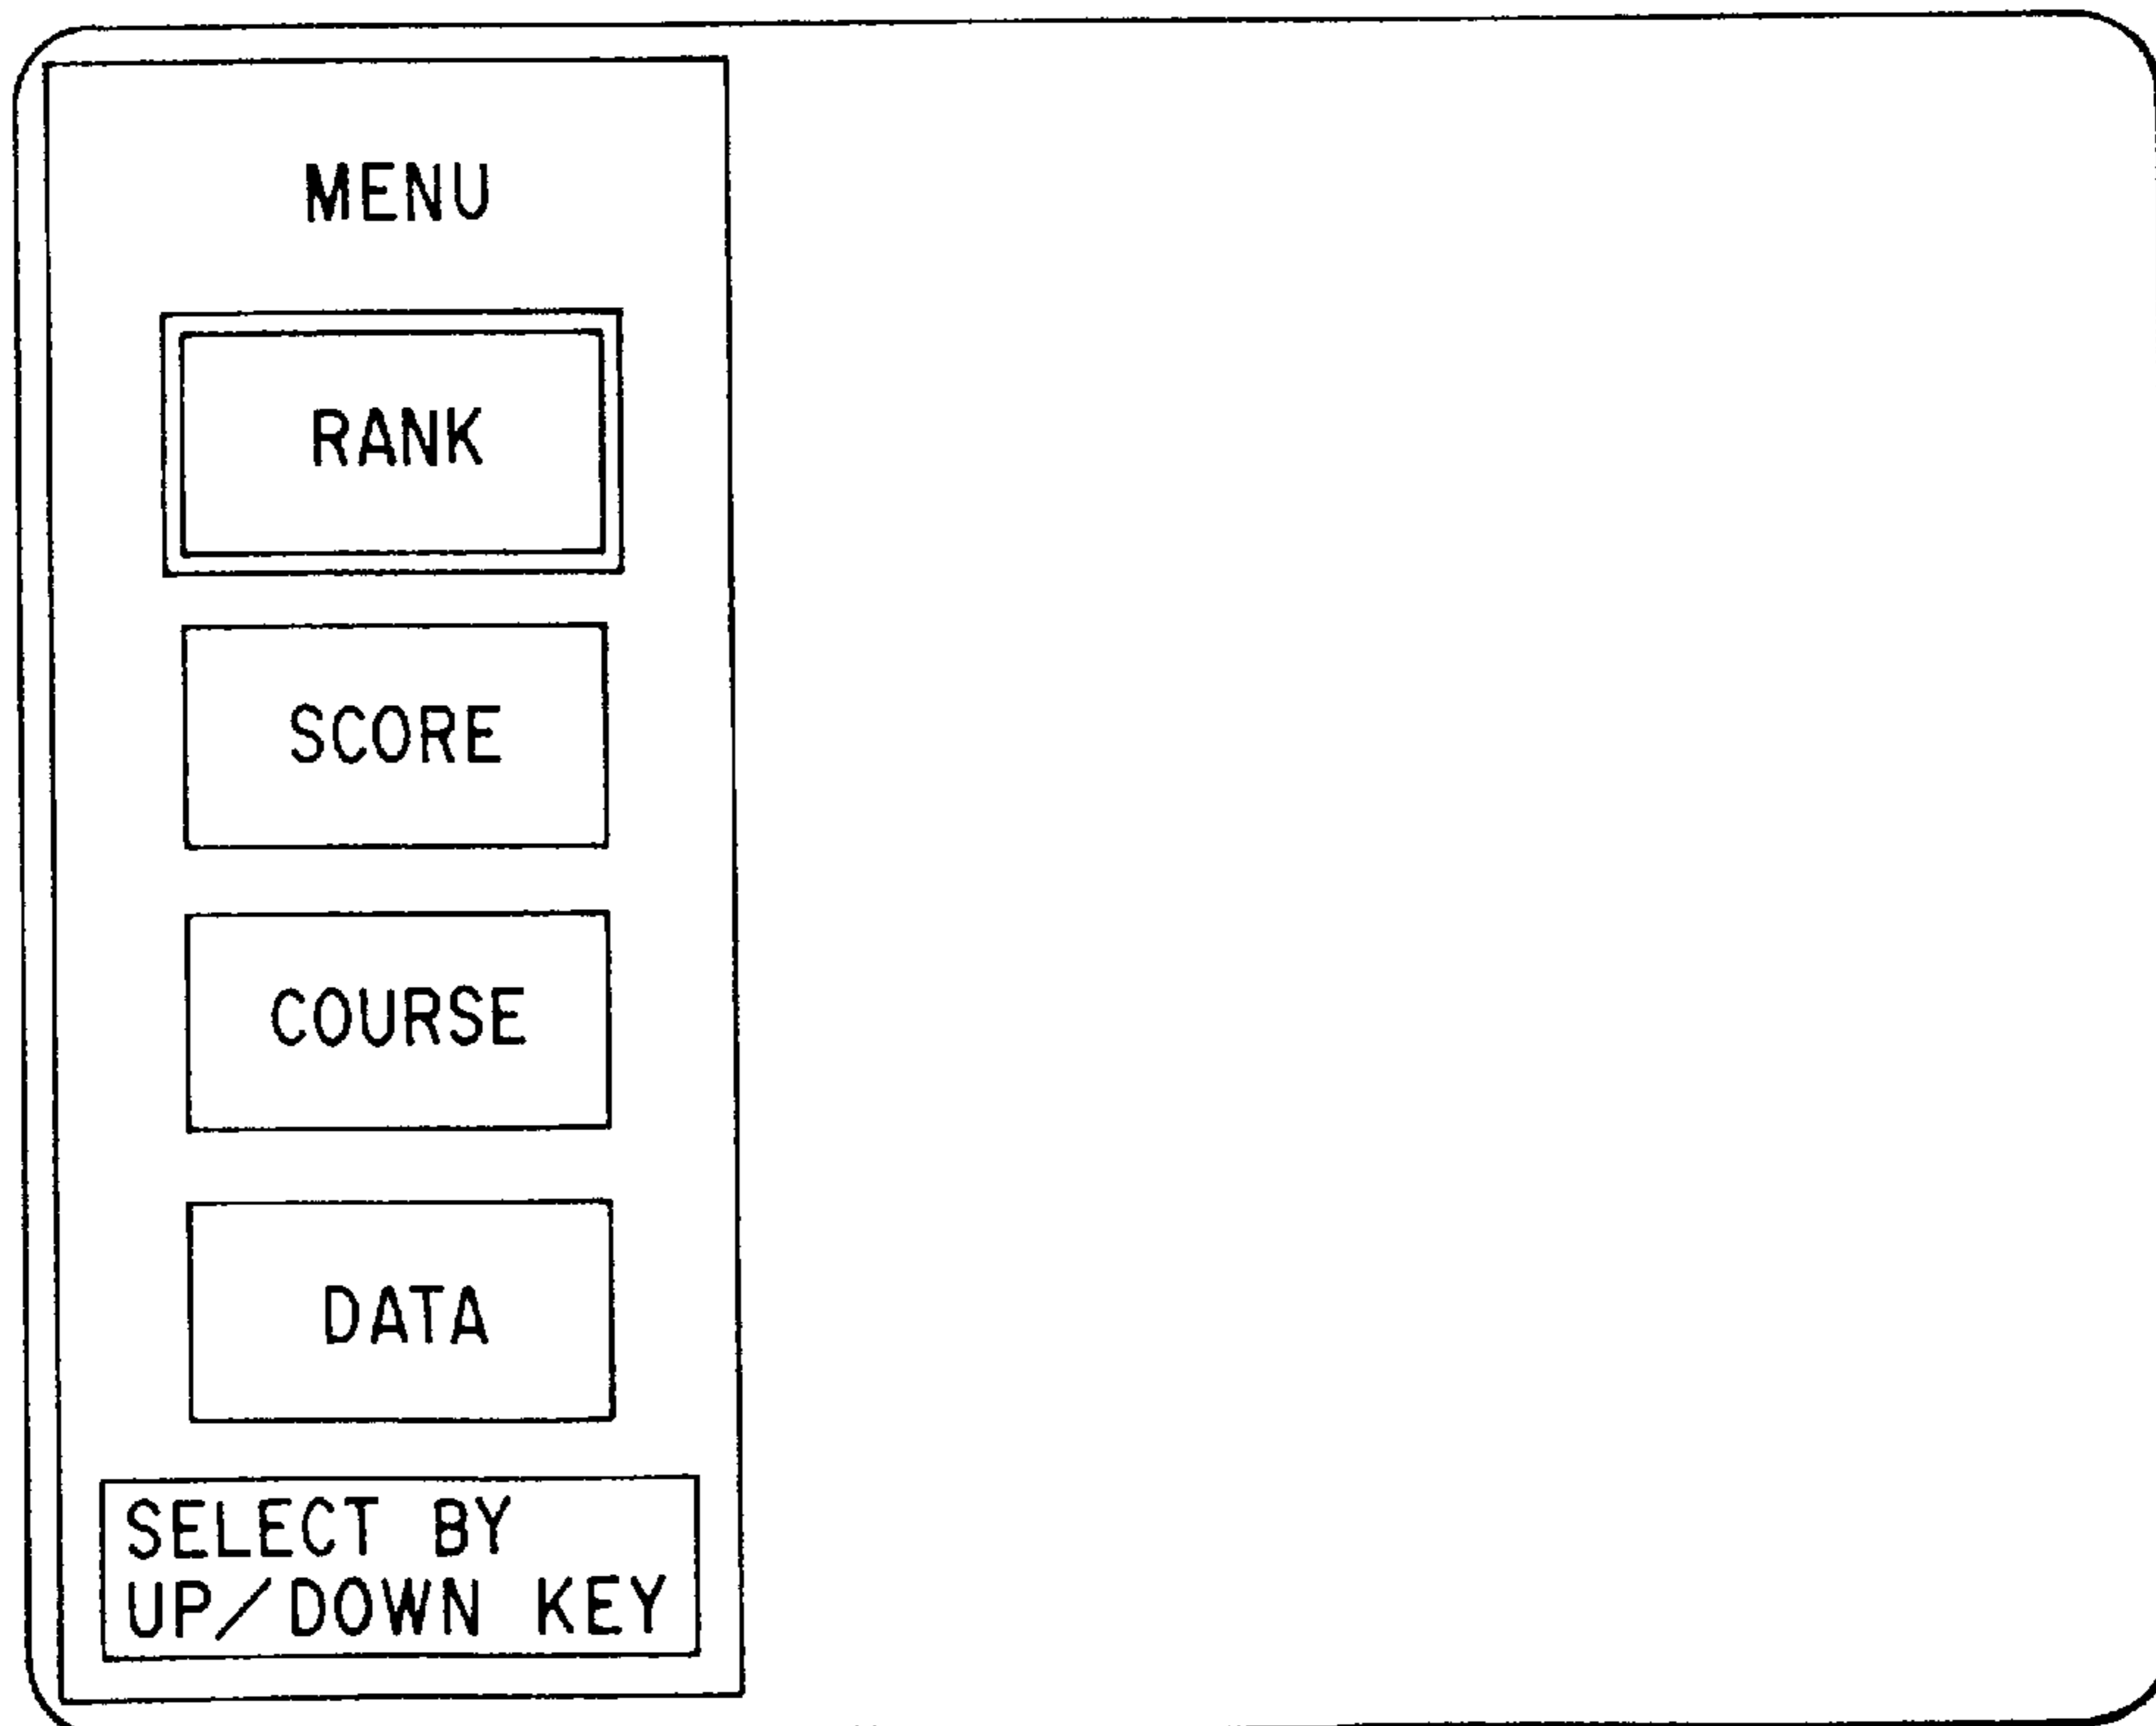 MENU
RANK
SCORE
COURSE
DATA
SELECT BY
UP/DOWN KEY